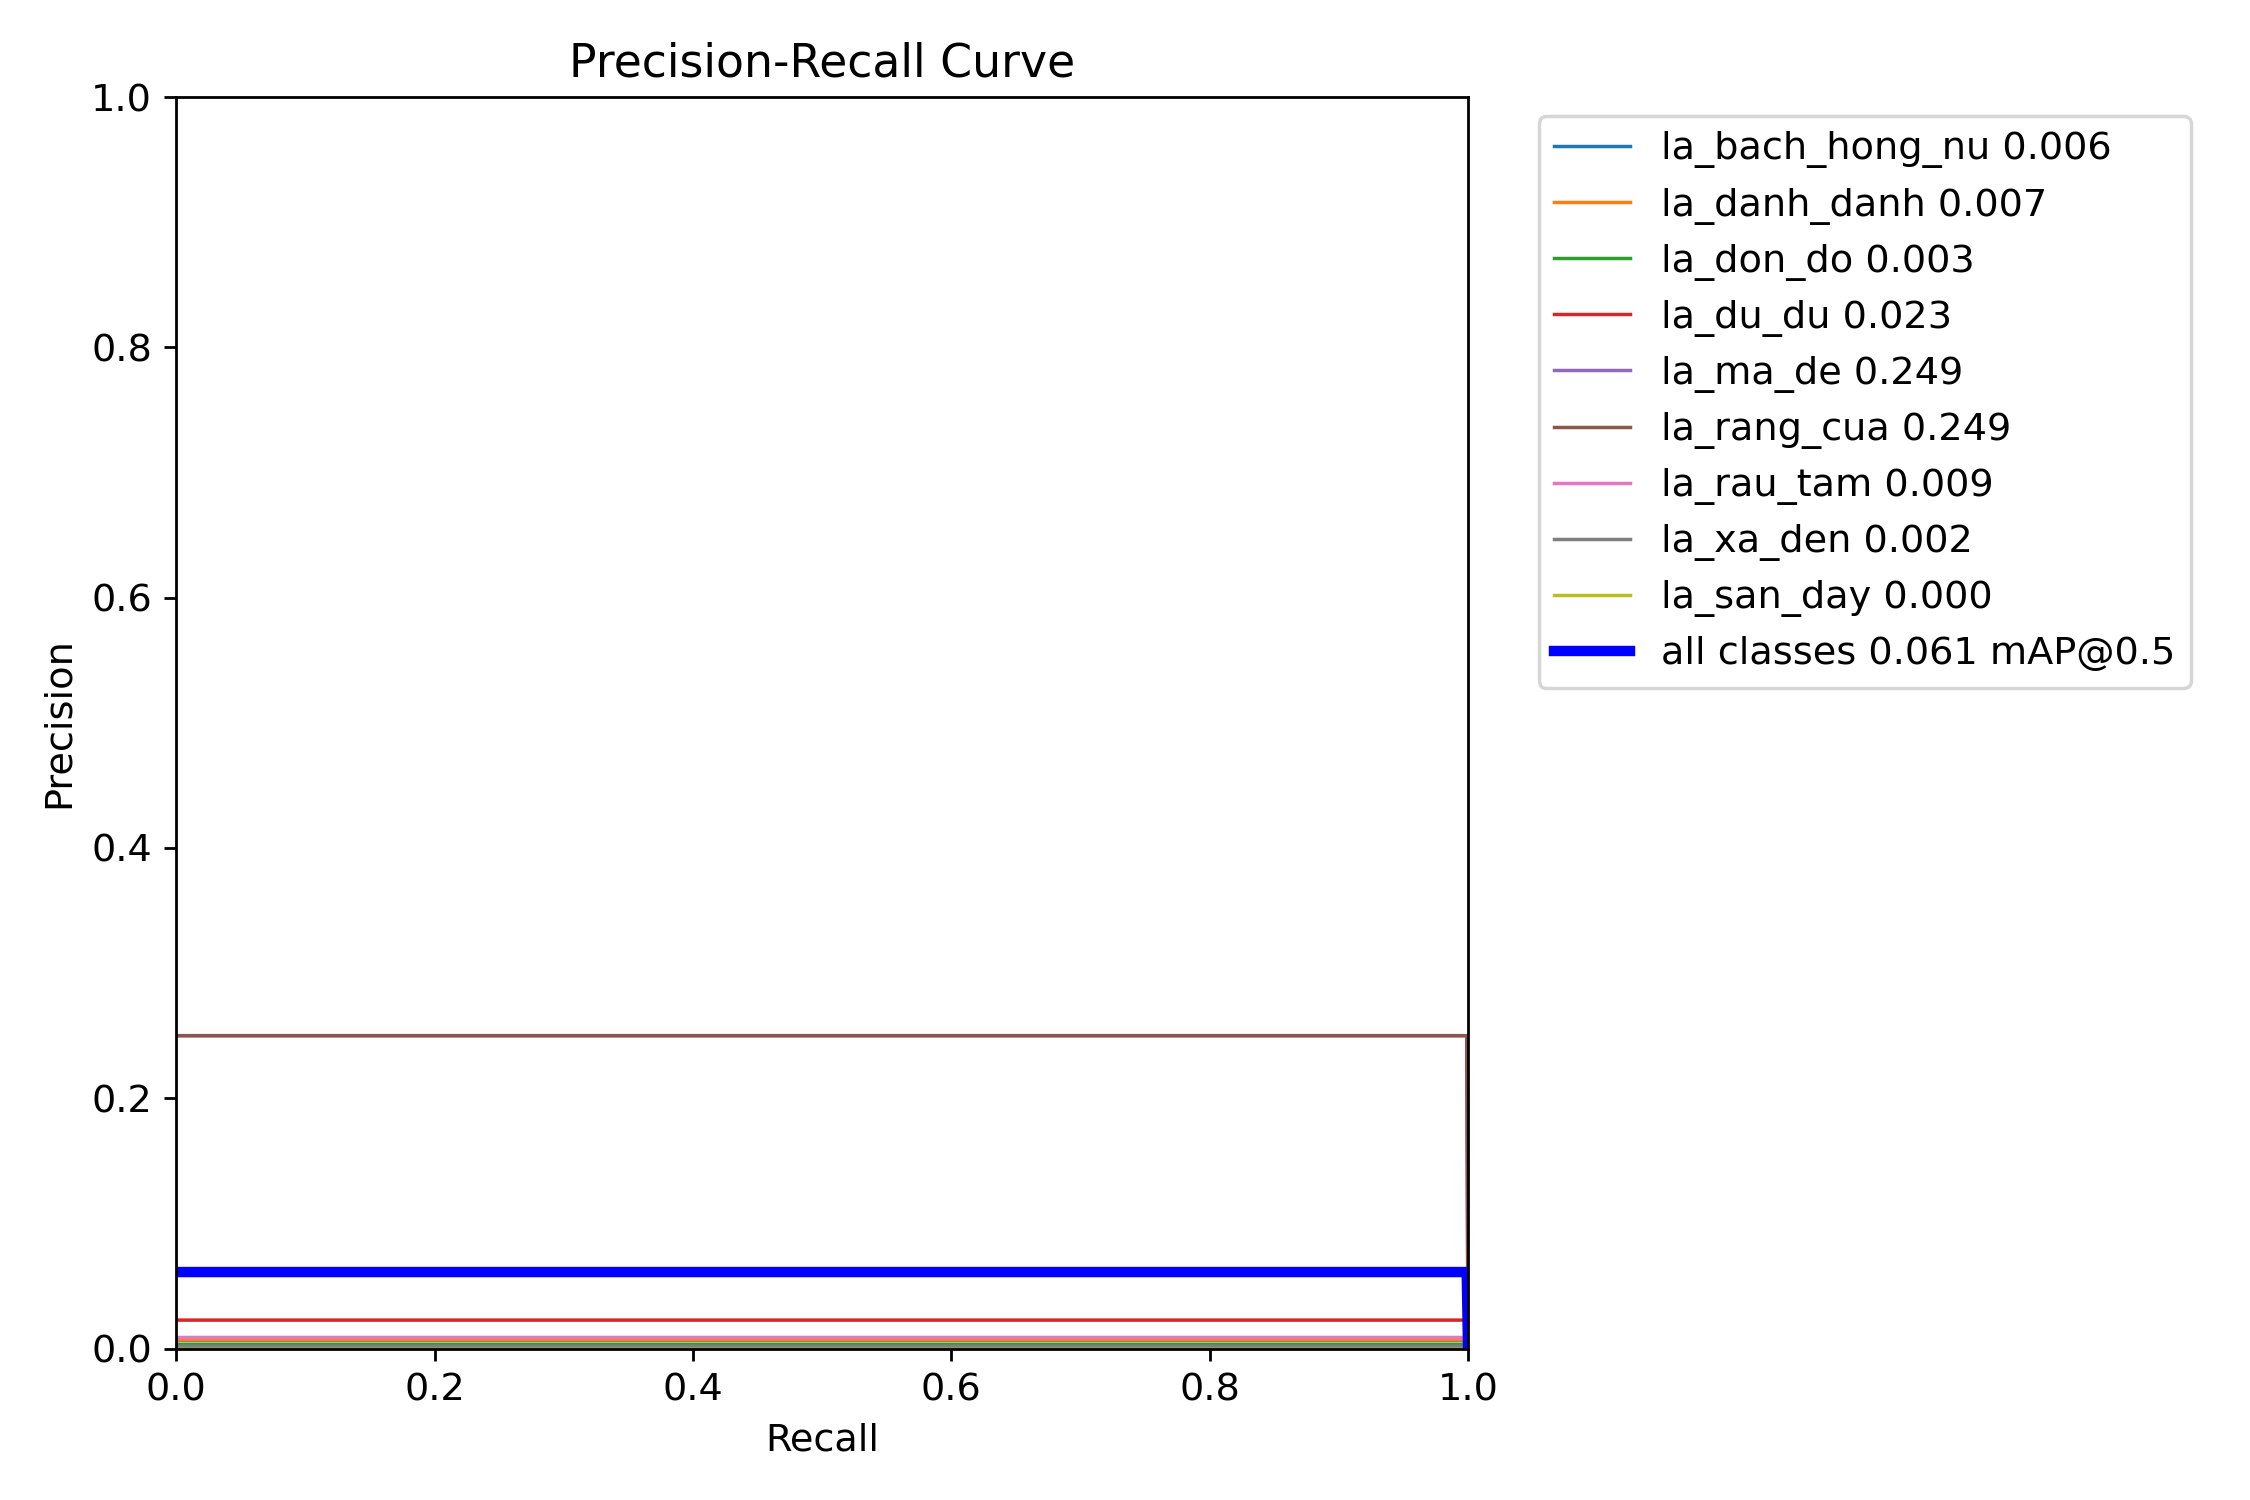 Precision-Recall Curve
1.0
0.8
0.6
0.4
0.2
0.0
Precision
0.0 0.2 0.4 0.6 0.8 1.0
Recall
la_bach_hong_nu 0.006
la_danh_danh 0.007
la_don_do 0.003
la_du_du 0.023
la_ma_de 0.249
la_rang_cua 0.249
la_rau_tam 0.009
la_xa_den 0.002
la_san_day 0.000
all classes 0.061 mAP@0.5